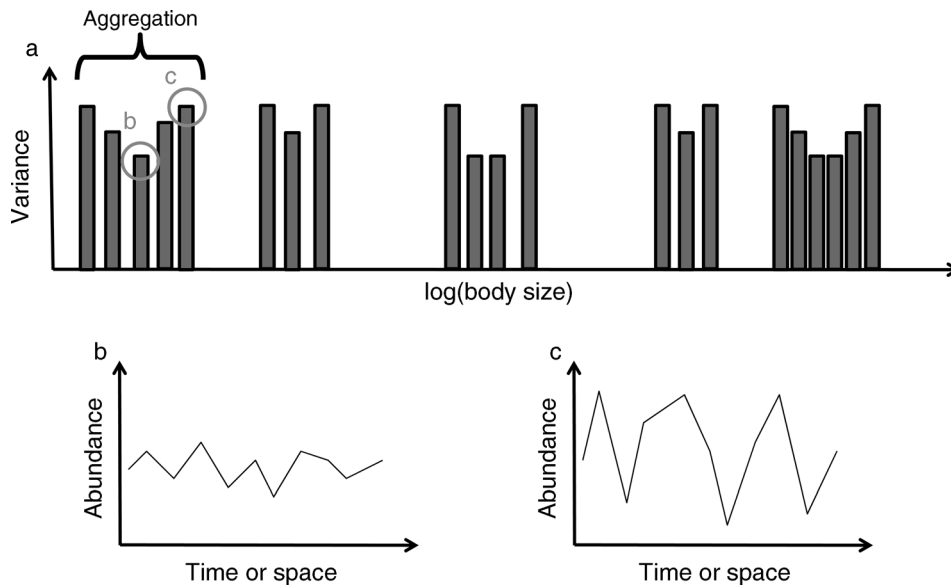 Aggregation
a
c
b
Variance
log(body size)
b
Abundance
Time or space
c
Abundance
Time or space